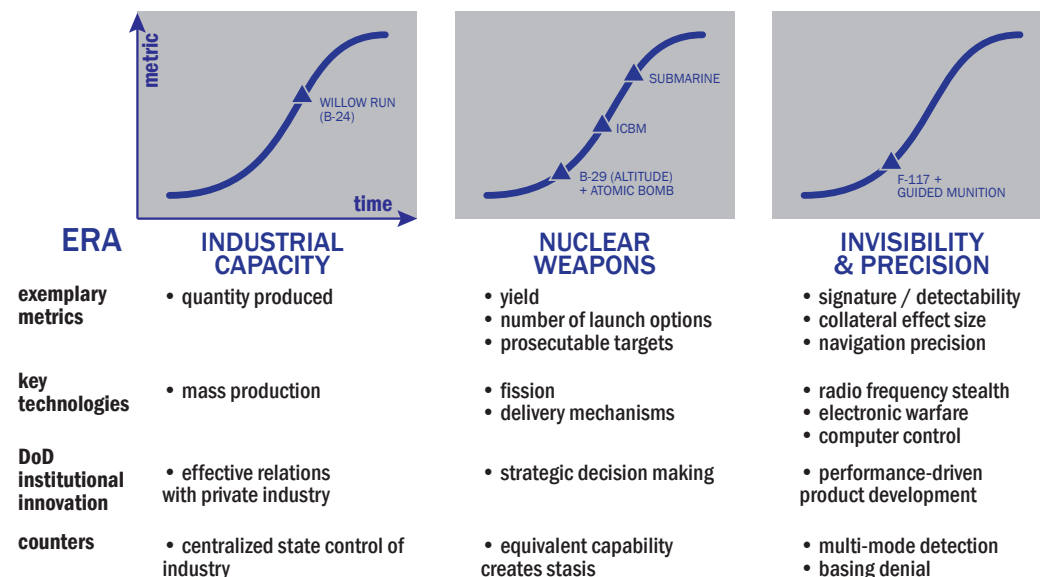 metric
time
WILLOW RUN
(B-24)
SUBMARINE
ICBM
B-29 (ALTITUDE)
+ ATOMIC BOMB
F-117 +
GUIDED MUNITION
ERA
INDUSTRIAL
CAPACITY
NUCLEAR
WEAPONS
INVISIBILITY
& PRECISION
exemplary
metrics
• quantity produced
• yield
• number of launch options
• prosecutable targets
• signature / detectability
• collateral effect size
• navigation precision
key
technologies
• mass production
• fission
• delivery mechanisms
• radio frequency stealth
• electronic warfare
• computer control
DoD
institutional
innovation
• effective relations
with private industry
• strategic decision making
• performance-driven
product development
counters
• centralized state control of
industry
• equivalent capability
creates stasis
• multi-mode detection
• basing denial